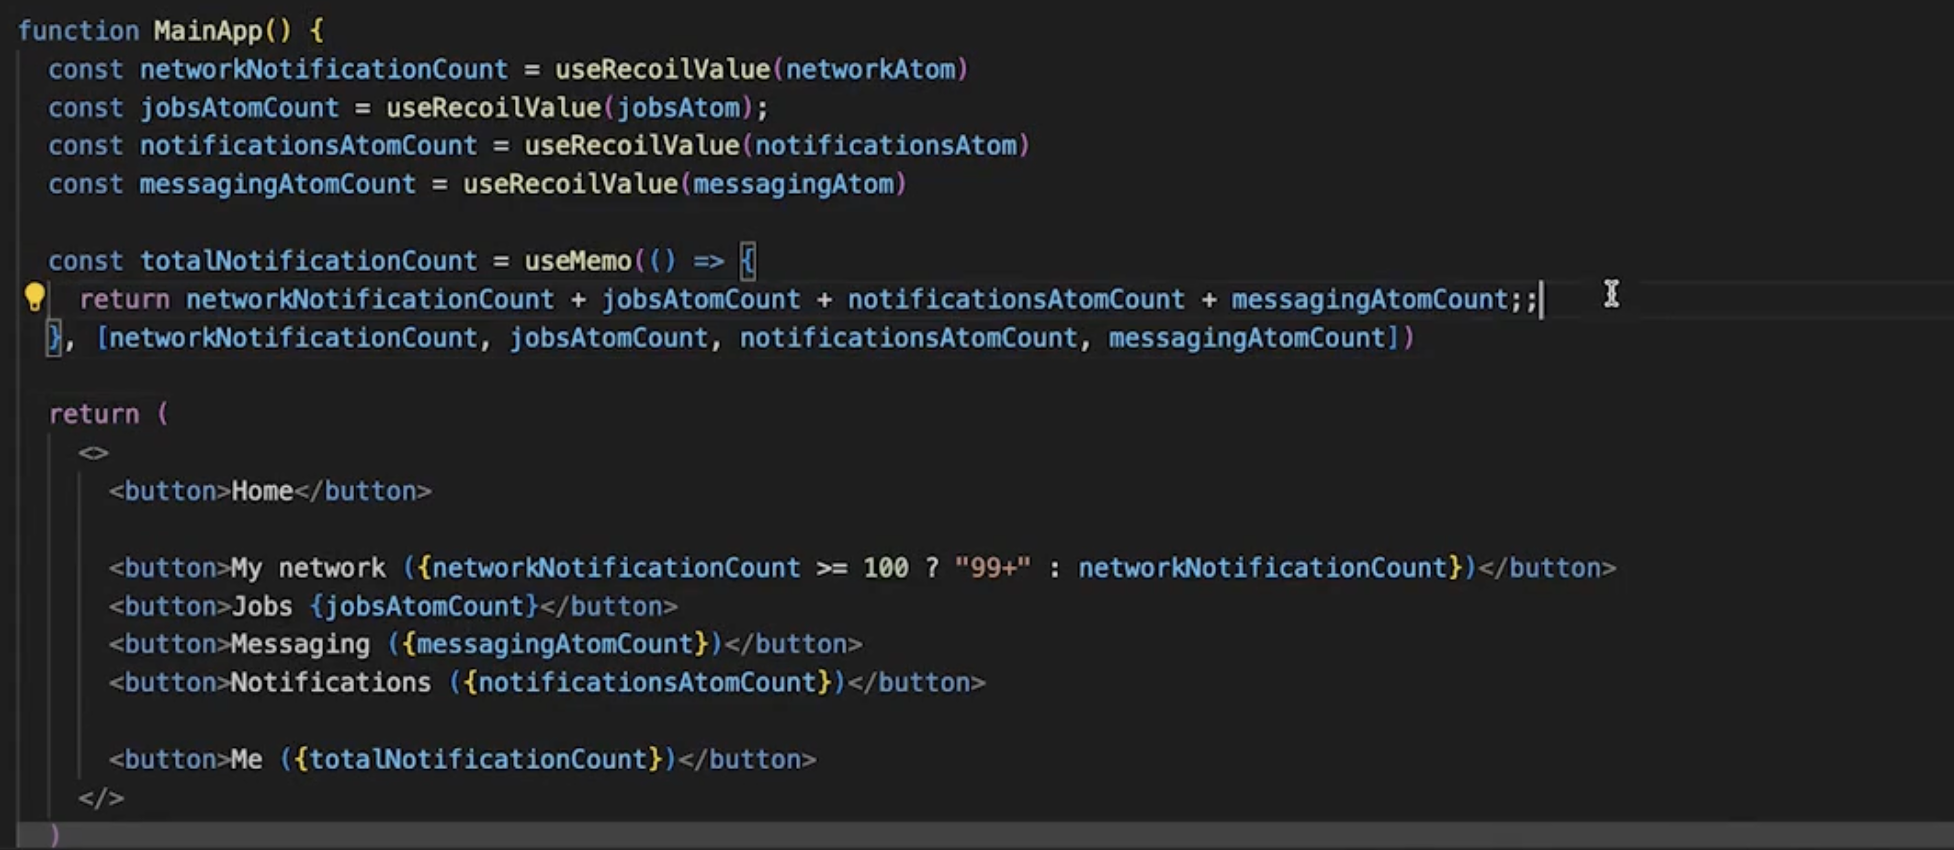 function MainApp() {
const networkNotificationCount = useRecoilValue(networkAtom)
const jobsAtomCount = useRecoilValue(jobsAtom);
const notificationsAtomCount = useRecoilValue(notificationsAtom)
const messagingAtomCount = useRecoilValue(messagingAtom)
const totalNotificationCount = useMemo(() => {
return networkNotificationCount + jobsAtomCount + notificationsAtomCount + messagingAtomCount;;
}, [networkNotificationCount, jobsAtomCount, notificationsAtomCount, messagingAtomCount])
return (
<>
<button>Home</button>
<button>My network ({networkNotificationCount >= 100 ? "99+" : networkNotificationCount})</button>
<button>Jobs {jobsAtomCount}</button>
<button>Messaging ({messagingAtomCount})</button>
<button>Notifications ({notificationsAtomCount})</button>
<button>Me ({totalNotificationCount})</button>
</>
)